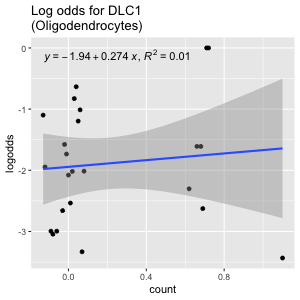 Log odds for DLC1
(Oligodendrocytes)
y = −1.94 + 0.274 x, R² = 0.01
0
-1
-2
-3
logodds
0.0 0.4 0.8
count